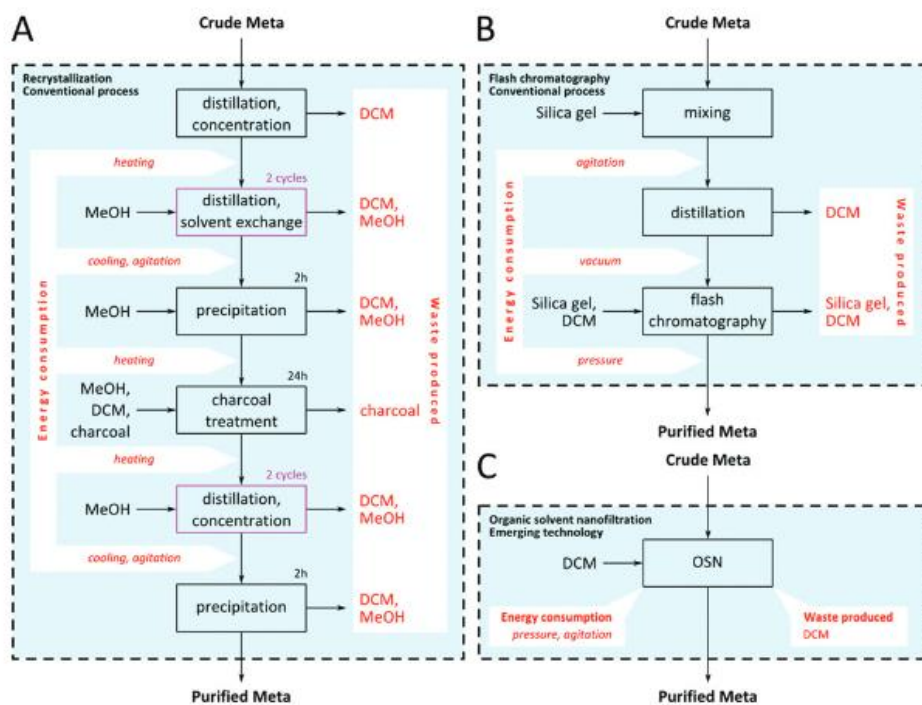 A
Crude Meta
Recrystallization
Conventional process
distillation,
concentration
DCM
heating
2 cycles
MeOH
distillation,
solvent exchange
DCM,
MeOH
cooling, agitation
2h
MeOH
precipitation
DCM,
MeOH
heating
24h
MeOH,
DCM,
charcoal
charcoal
treatment
charcoal
heating
2 cycles
MeOH
distillation,
concentration
DCM,
MeOH
cooling, agitation
2h
precipitation
DCM,
MeOH
Energy consumption
Waste produced
Purified Meta
B
Crude Meta
Flash chromatography
Conventional process
Silica gel
mixing
agitation
distillation
DCM
vacuum
Silica gel,
DCM
flash
chromatography
Silica gel,
DCM
pressure
Energy consumption
Waste produced
Purified Meta
C
Crude Meta
Organic solvent nanofiltration
Emerging technology
DCM
OSN
Energy consumption
pressure, agitation
Waste produced
DCM
Purified Meta